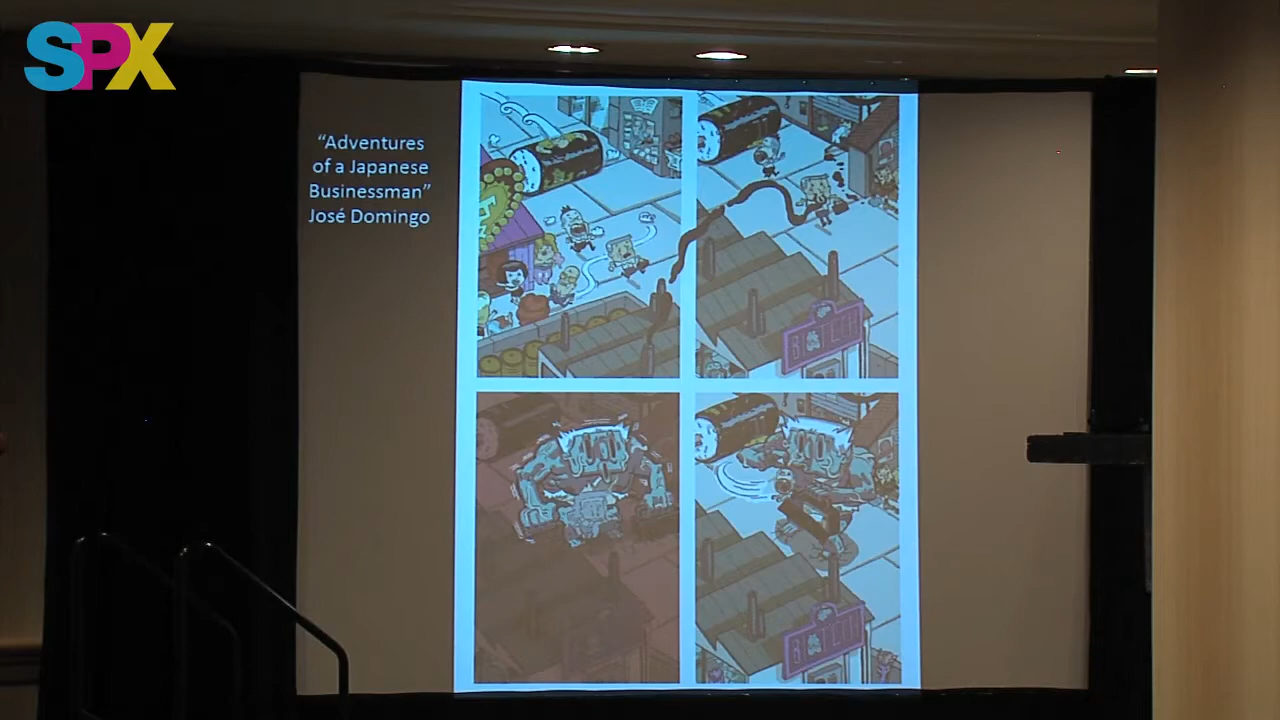 SPX
“Adventures
of a Japanese
Businessman”
José Domingo